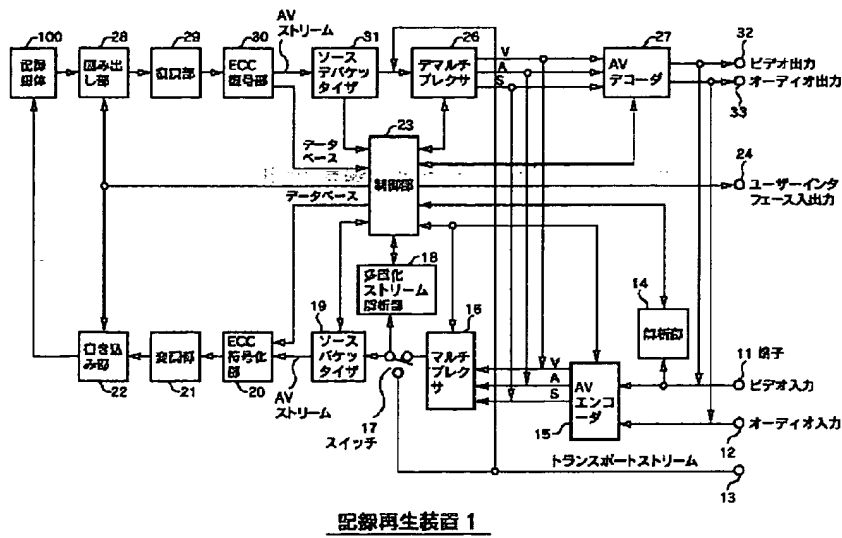 100
28
29
30
AV
ストリーム
31
26
27
32
記録
媒体
読み出
し部
復調部
ECC
復号部
ソース
デパケッ
タイザ
デマルチ
プレクサ
V
A
S
AV
デコーダ
ビデオ出力
オーディオ出力
33
データ
ベース
23
制御部
24
ユーザーインタ
フェース入出力
データベース
18
多重化
ストリーム
解析部
14
解析部
19
16
書き込
み部
22
変調部
21
ECC
符号化
部
20
ソース
パケッ
タイザ
AV
ストリーム
17
スイッチ
マルチ
プレク
サ
V
A
S
AV
エンコ
ーダ
15
11 端子
ビデオ入力
オーディオ入力
12
トランスポートストリーム
13
記録再生装置 1